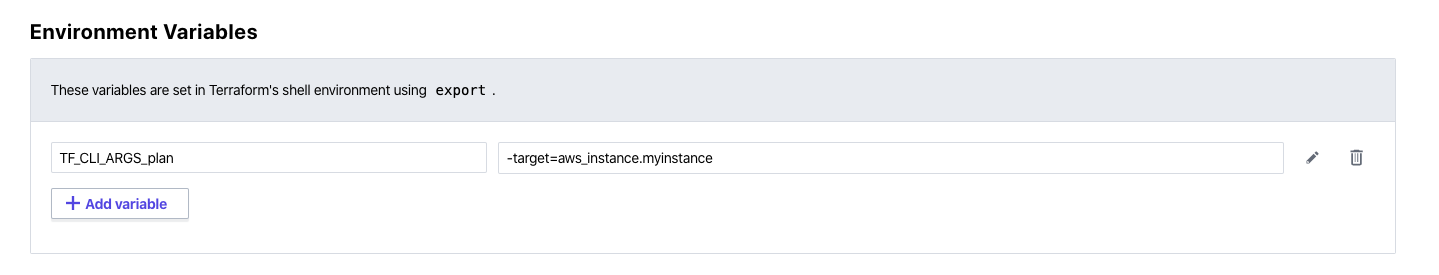 Environment Variables
These variables are set in Terraform's shell environment using export .
TF_CLI_ARGS_plan
-target=aws_instance.myinstance
+ Add variable